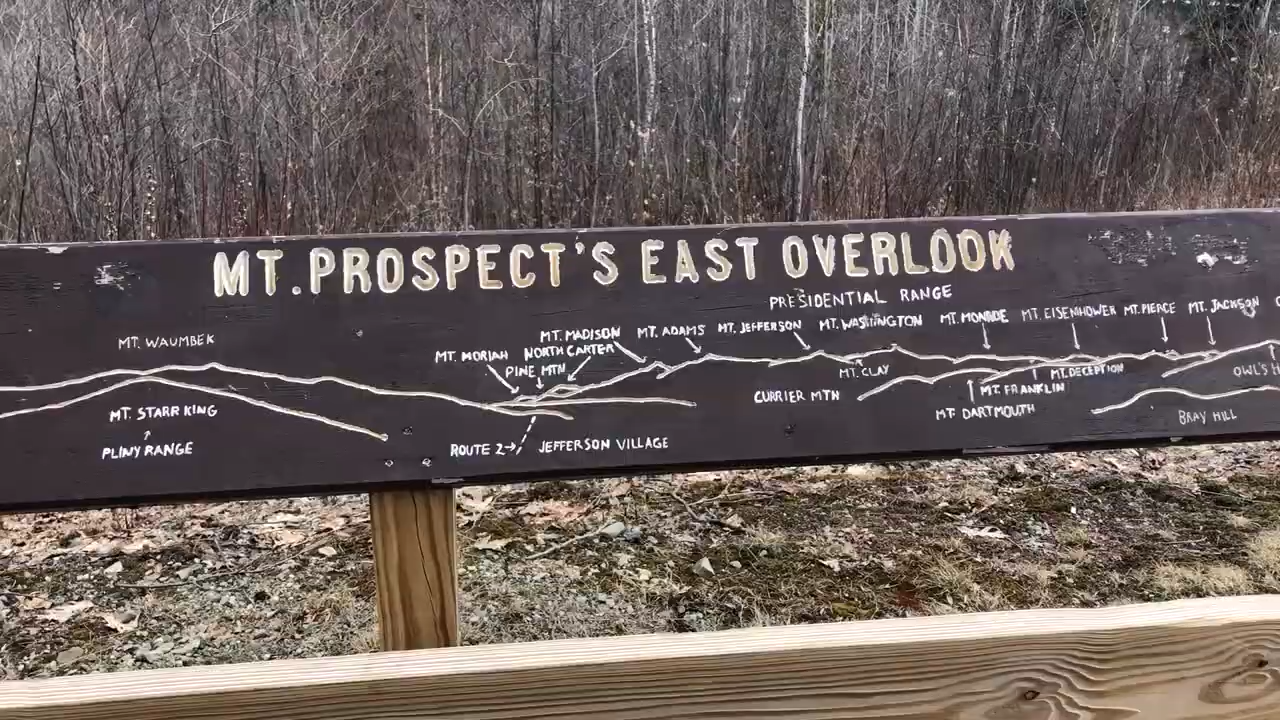 MT. PROSPECT'S EAST OVERLOOK
PRESIDENTIAL RANGE
MT. WAUMBEK
MT. STARR KING
PLINY RANGE
MT. MORIAH
MT. MADISON
NORTH CARTER
PINE MTN
MT. ADAMS
MT. JEFFERSON
MT. WASHINGTON
MT. MONROE
MT. EISENHOWER
MT. PIERCE
MT. JACKSON
MT. CLAY
CURRIER MTN
MT. DECEPTION
MT. FRANKLIN
MT. DARTMOUTH
OWL'S H
BRAY HILL
ROUTE 2
JEFFERSON VILLAGE